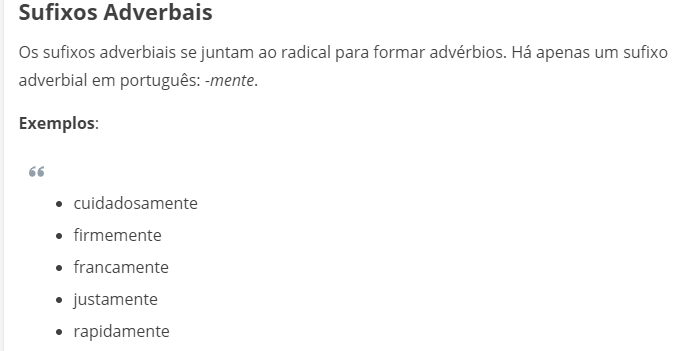 Sufixos Adverbais
Os sufixos adverbiais se juntam ao radical para formar advérbios. Há apenas um sufixo
adverbial em português: -mente.
Exemplos:
“
• cuidadosamente
• firmemente
• francamente
• justamente
• rapidamente